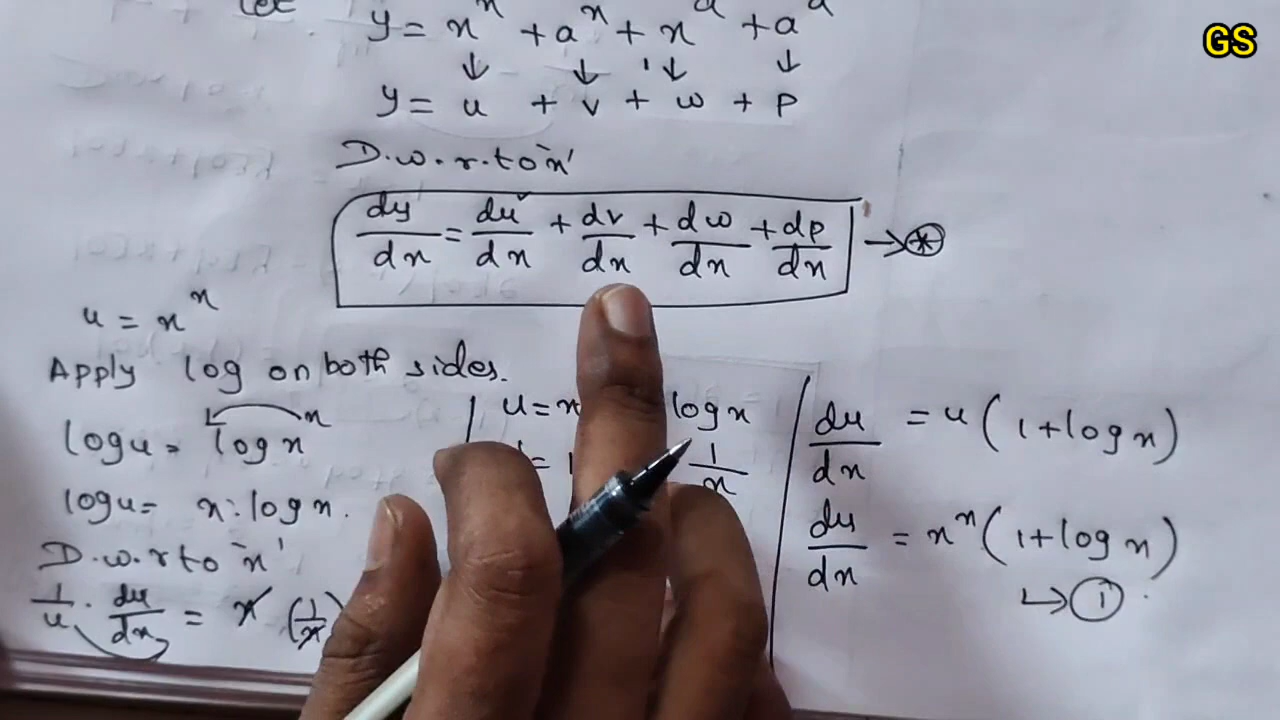 Let y = x^x + a^x + x^a + a^a
↓ ↓ ↓ ↓
y = u + v + w + p
D.w.r.to 'x'
dy/dx = du/dx + dv/dx + dw/dx + dp/dx → ⊛
u = x^x
Apply log on both sides.
log u = log x^x
log u = x.log x.
D.w.r to 'x'
1/u . du/dx = x (1/x)
u = x
log x
1/x
du/dx = u(1+log x)
du/dx = x^x(1+log x)
↳ ①
GS